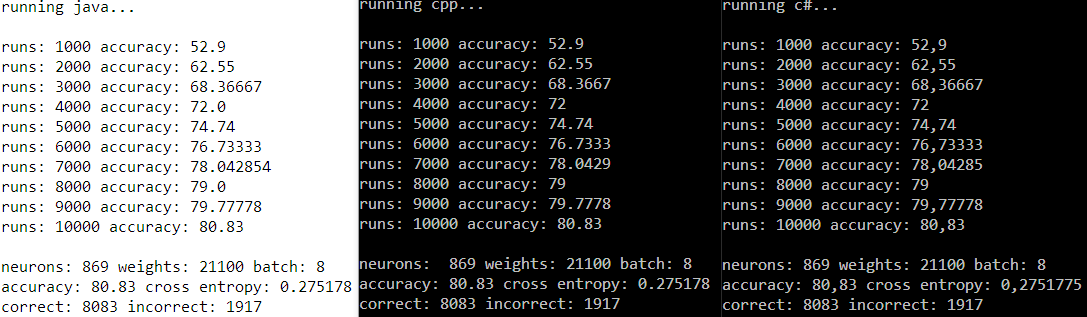 running java...
runs: 1000 accuracy: 52.9
runs: 2000 accuracy: 62.55
runs: 3000 accuracy: 68.36667
runs: 4000 accuracy: 72.0
runs: 5000 accuracy: 74.74
runs: 6000 accuracy: 76.73333
runs: 7000 accuracy: 78.042854
runs: 8000 accuracy: 79.0
runs: 9000 accuracy: 79.77778
runs: 10000 accuracy: 80.83
neurons: 869 weights: 21100 batch: 8
accuracy: 80.83 cross entropy: 0.275178
correct: 8083 incorrect: 1917
running cpp...
runs: 1000 accuracy: 52.9
runs: 2000 accuracy: 62.55
runs: 3000 accuracy: 68.3667
runs: 4000 accuracy: 72
runs: 5000 accuracy: 74.74
runs: 6000 accuracy: 76.7333
runs: 7000 accuracy: 78.0429
runs: 8000 accuracy: 79
runs: 9000 accuracy: 79.7778
runs: 10000 accuracy: 80.83
neurons:  869 weights: 21100 batch: 8
accuracy: 80.83 cross entropy: 0.275178
correct: 8083 incorrect: 1917
running c#...
runs: 1000 accuracy: 52,9
runs: 2000 accuracy: 62,55
runs: 3000 accuracy: 68,36667
runs: 4000 accuracy: 72
runs: 5000 accuracy: 74,74
runs: 6000 accuracy: 76,73333
runs: 7000 accuracy: 78,04285
runs: 8000 accuracy: 79
runs: 9000 accuracy: 79,77778
runs: 10000 accuracy: 80,83
neurons: 869 weights: 21100 batch: 8
accuracy: 80,83 cross entropy: 0,2751775
correct: 8083 incorrect: 1917